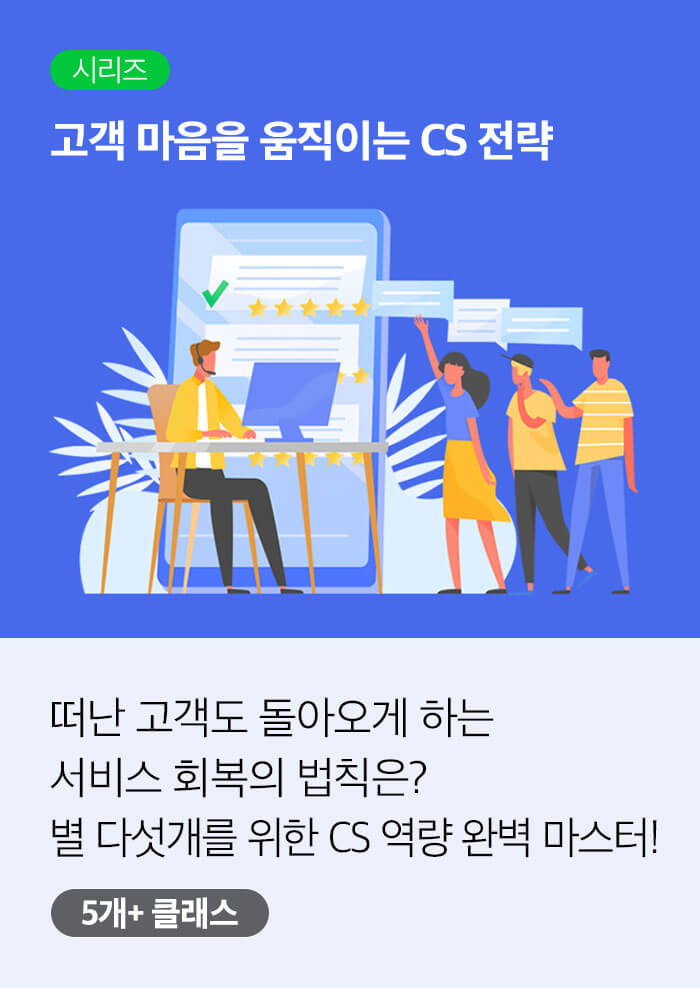 시리즈
고객 마음을 움직이는 CS 전략
떠난 고객도 돌아오게 하는
서비스 회복의 법칙은?
별 다섯개를 위한 CS 역량 완벽 마스터!
5개+ 클래스